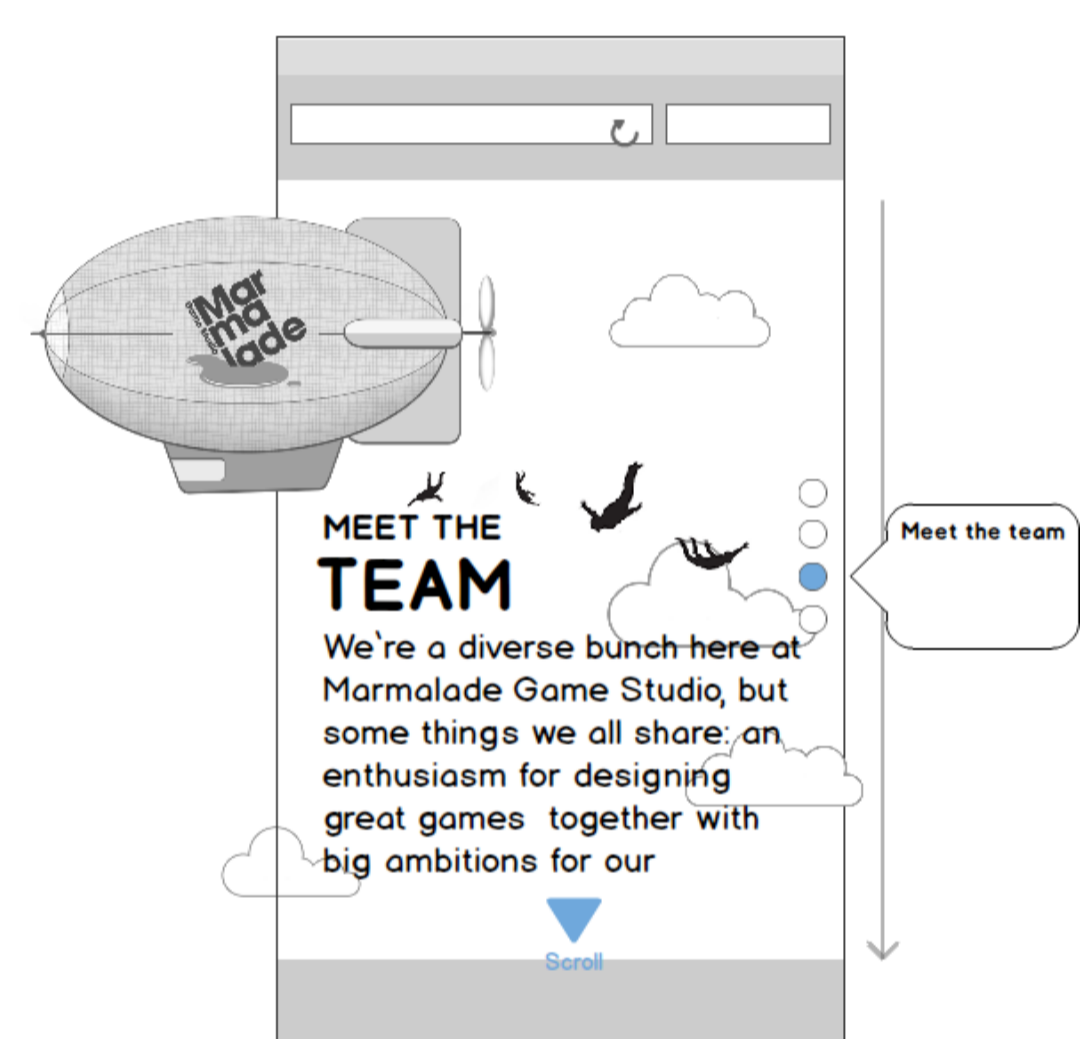 Mar
ma
lade
MEET THE
TEAM
We`re a diverse bunch here at
Marmalade Game Studio, but
some things we all share: an
enthusiasm for designing
great games  together with
big ambitions for our
Scroll
Meet the team